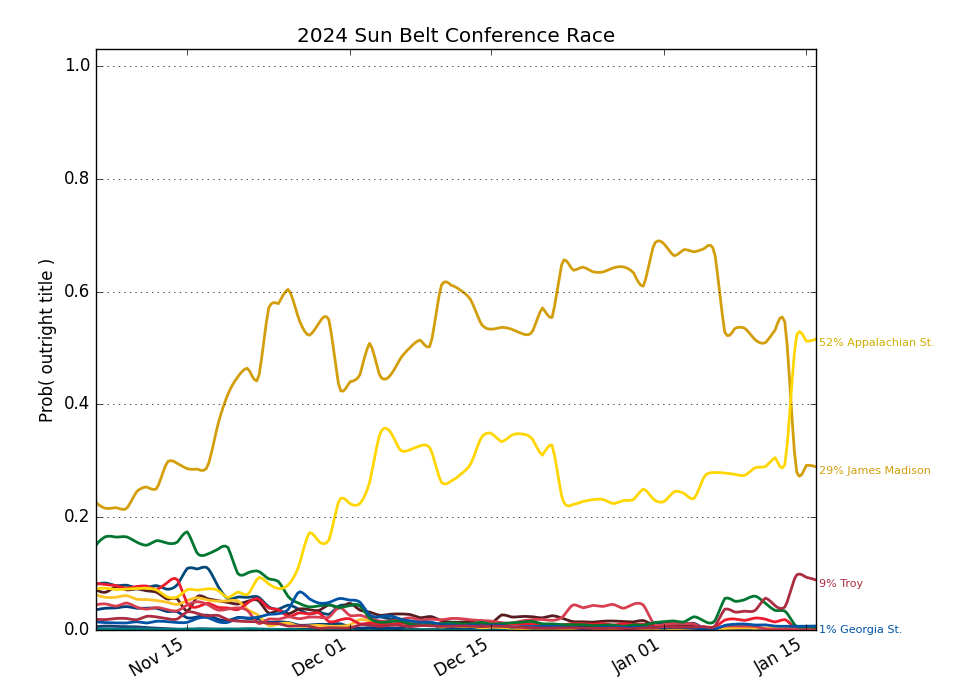 2024 Sun Belt Conference Race
Prob( outright title )
1.0
0.8
0.6
0.4
0.2
0.0
52% Appalachian St.
29% James Madison
9% Troy
1% Georgia St.
Nov 15
Dec 01
Dec 15
Jan 01
Jan 15